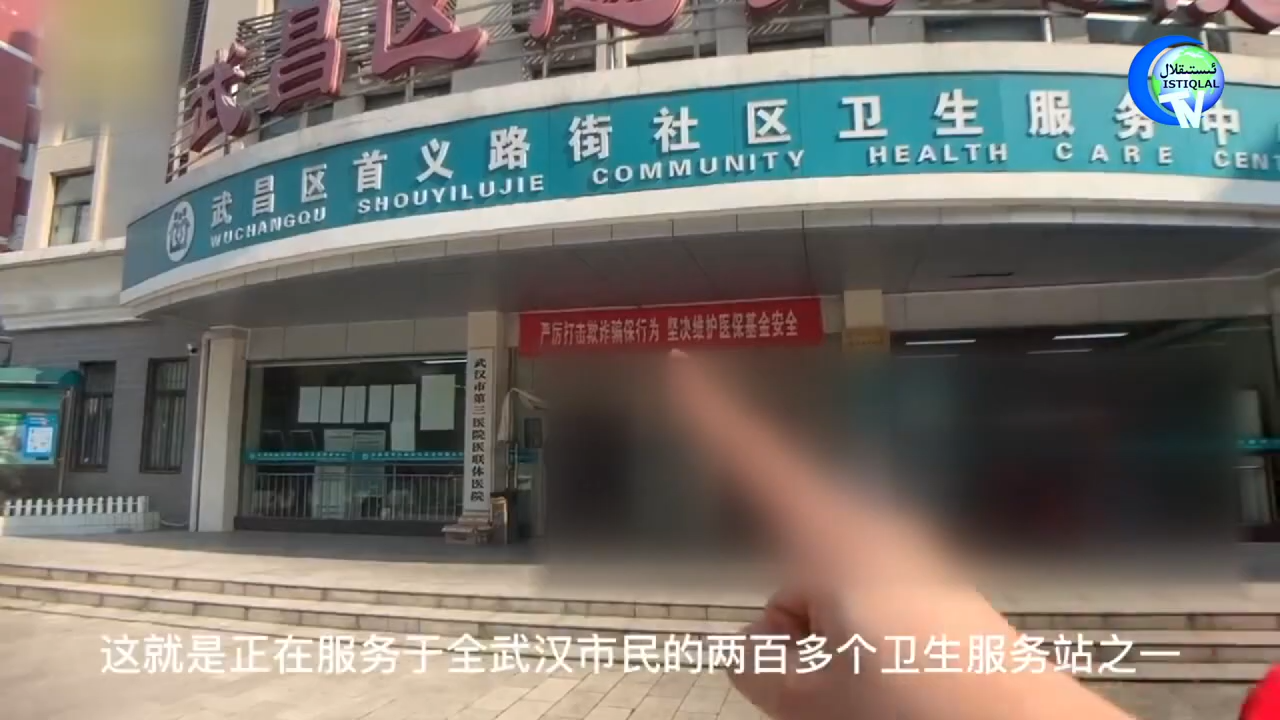 武昌区
ئىستىقلال
ISTIQLAL
TV
武昌区首义路街社区卫生服务中
WUCHANGQU SHOUYILUJIE COMMUNITY HEALTH CARE CENT
严厉打击欺诈骗保行为 坚决维护医保基金安全
武汉市第三医院医联体医院
这就是正在服务于全武汉市民的两百多个卫生服务站之一